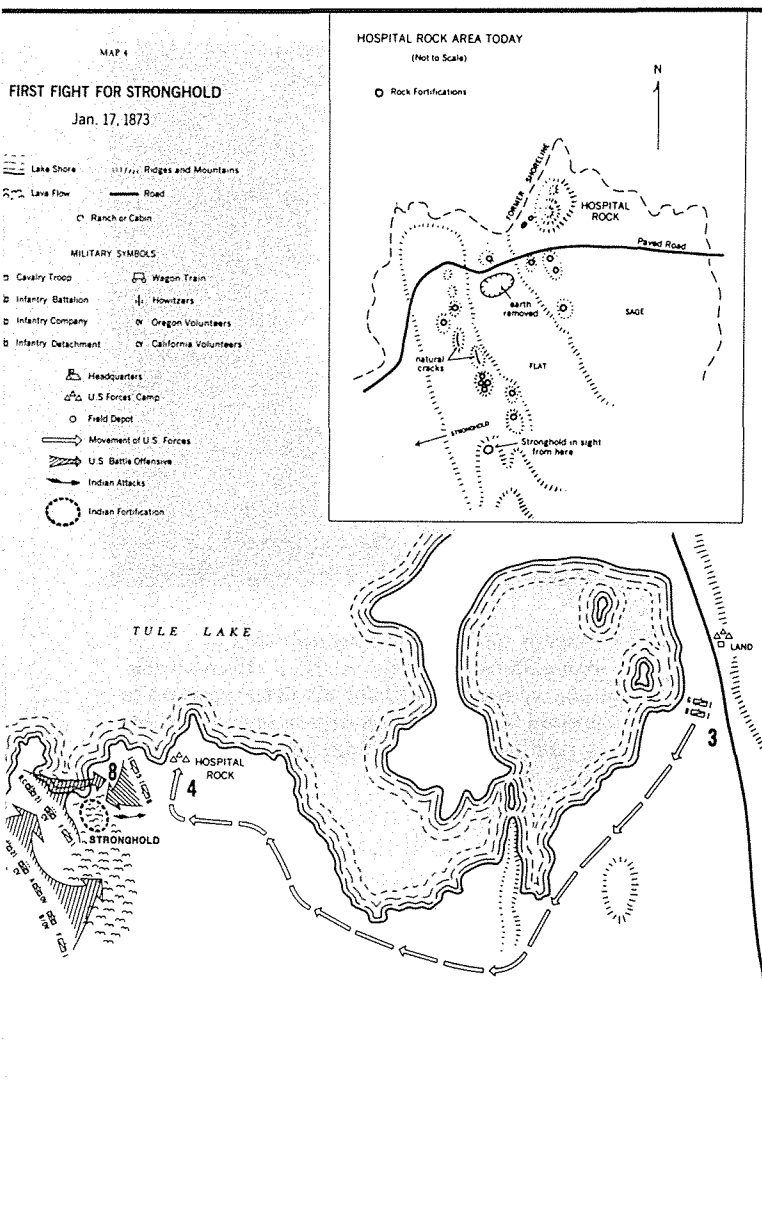 MAP 4
FIRST FIGHT FOR STRONGHOLD
Jan. 17, 1873
Lake Shore
Ridges and Mountains
Lava Flow
Road
Ranch or Cabin
MILITARY SYMBOLS
Cavalry Troop
Wagon Train
Infantry Battalion
Howitzers
Infantry Company
OV Oregon Volunteers
Infantry Detachment
CV California Volunteers
Headquarters
U.S Forces' Camp
Field Depot
Movement of U.S. Forces
U.S. Battle Offensive
Indian Attacks
Indian Fortification
HOSPITAL ROCK AREA TODAY
(Not to Scale)
Rock Fortifications
N
FORMER SHORELINE
HOSPITAL
ROCK
Paved Road
earth
removed
SAGE
natural
cracks
FLAT
STRONGHOLD
Stronghold in sight
from here
TULE LAKE
LAND
3
HOSPITAL
ROCK
8
4
STRONGHOLD